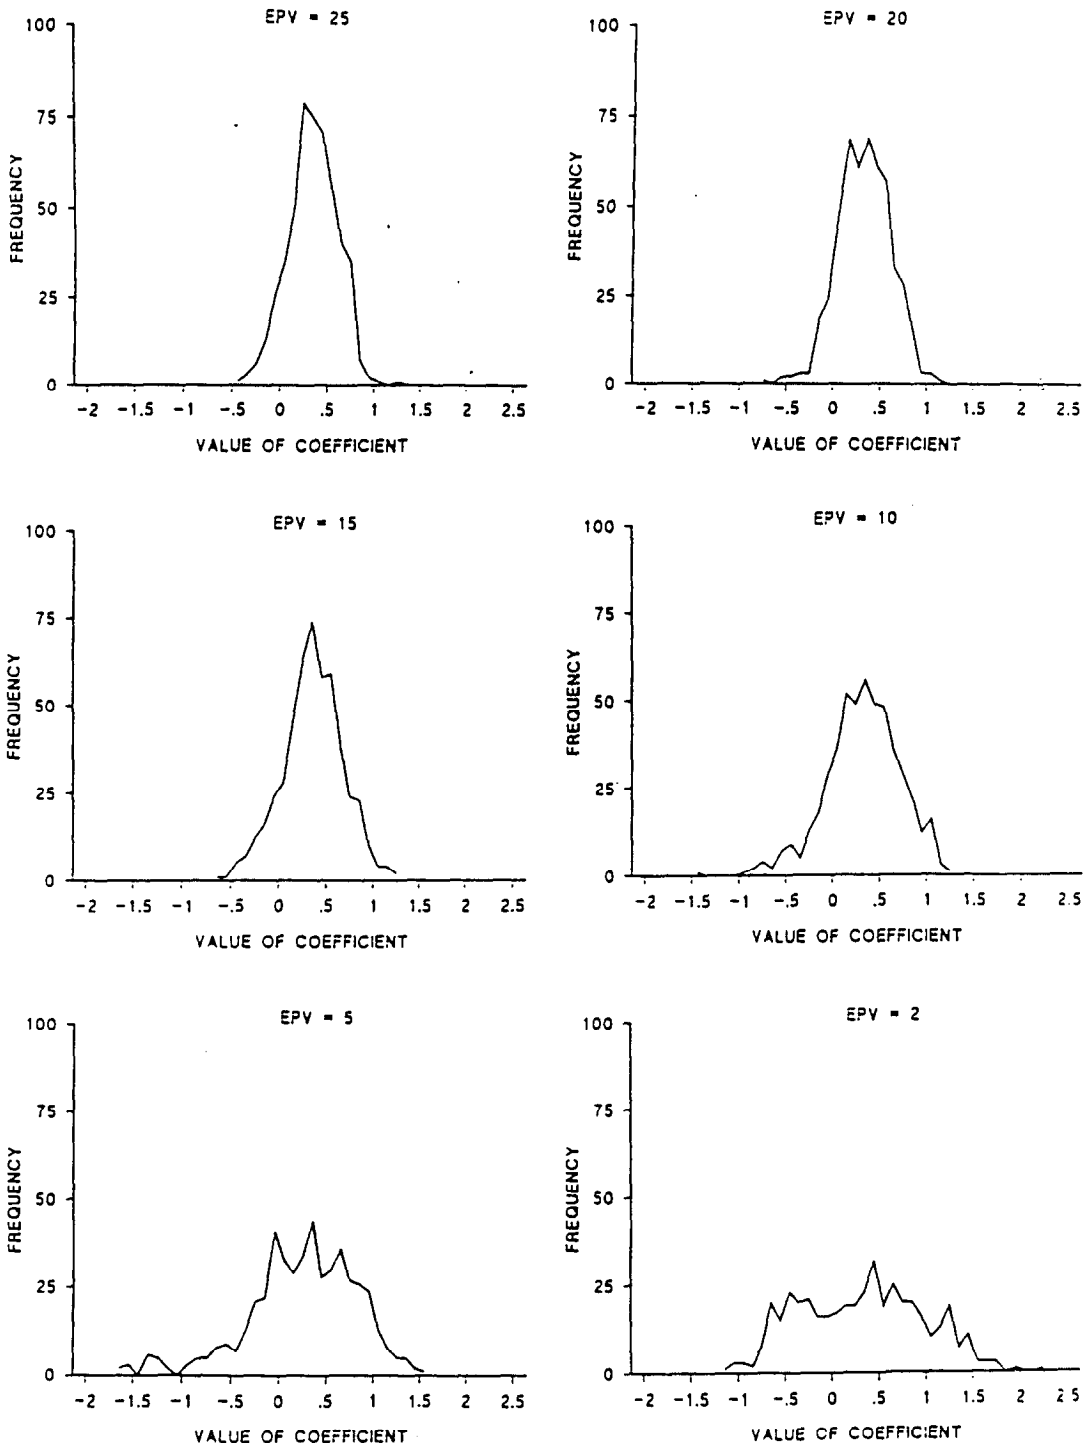 EPV = 25
100
75
50
25
0
FREQUENCY
-2 -1.5 -1 -.5 0 .5 1 1.5 2 2.5
VALUE OF COEFFICIENT
EPV = 20
100
75
50
25
0
FREQUENCY
-2 -1.5 -1 -.5 0 .5 1 1.5 2 2.5
VALUE OF COEFFICIENT
EPV = 15
100
75
50
25
0
FREQUENCY
-2 -1.5 -1 -.5 0 .5 1 1.5 2 2.5
VALUE OF COEFFICIENT
EPV = 10
100
75
50
25
0
FREQUENCY
-2 -1.5 -1 -.5 0 .5 1 1.5 2 2.5
VALUE OF COEFFICIENT
EPV = 5
100
75
50
25
0
FREQUENCY
-2 -1.5 -1 -.5 0 .5 1 1.5 2 2.5
VALUE OF COEFFICIENT
EPV = 2
100
75
50
25
0
FREQUENCY
-2 -1.5 -1 -.5 0 .5 1 1.5 2 2.5
VALUE OF COEFFICIENT